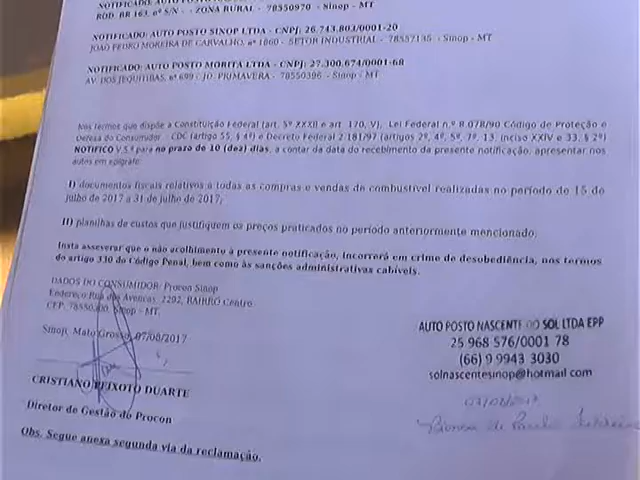 NOTIFICADO: AUTO POSTO
ROD. BR 163, nº S/N - - ZONA RURAL - 78550970 - Sinop - MT
NOTIFICADO: AUTO POSTO SINOP LTDA - CNPJ: 26.743.803/0001-20
JOÃO PEDRO MOREIRA DE CARVALHO, nº 1860 - SETOR INDUSTRIAL - 78557135 - Sinop - MT
NOTIFICADO: AUTO POSTO MORITÁ LTDA - CNPJ: 27.300.674/0001-68
AV. DOS JEQUITIBAS, nº 699 - JD. PRIMAVERA - 78550396 - Sinop - MT
Nos termos que dispõe a Constituição Federal (art. 5º XXXII e art. 170, V), Lei Federal n.º 8.078/90 Código de Proteção e
Defesa do Consumidor - CDC (artigo 55, § 4º) e Decreto Federal 2.181/97 (artigos 2º, 4º, 5º, 7º, 13, inciso XXIV e 33, § 2º)
NOTIFICO V.S.ª para no prazo de 10 (dez) dias, a contar da data do recebimento da presente notificação, apresentar nos
autos em epígrafe:
I) documentos fiscais relativos à todas as compras e vendas de combustível realizadas no período de 15 de
julho de 2017 a 31 de julho de 2017;
II) planilhas de custos que justifiquem os preços praticados no período anteriormente mencionado;
Insta asseverar que o não acolhimento à presente notificação, incorrerá em crime de desobediência, nos termos
do artigo 330 do Código Penal, bem como às sanções administrativas cabíveis.
DADOS DO CONSUMIDOR: Procon Sinop
Endereço: Rua das Avencas, 2292, BAIRRO Centro
CEP: Sinop - MT.
Sinop, Mato Grosso, 07/08/2017
CRISTIANO PEIXOTO DUARTE
Diretor de Gestão do Procon
Obs. Segue anexa segunda via da reclamação.
AUTO POSTO NASCENTE DO SOL LTDA EPP
25 968 576/0001 78
(66) 9 9943 3030
solnascentesinop@hotmail.com